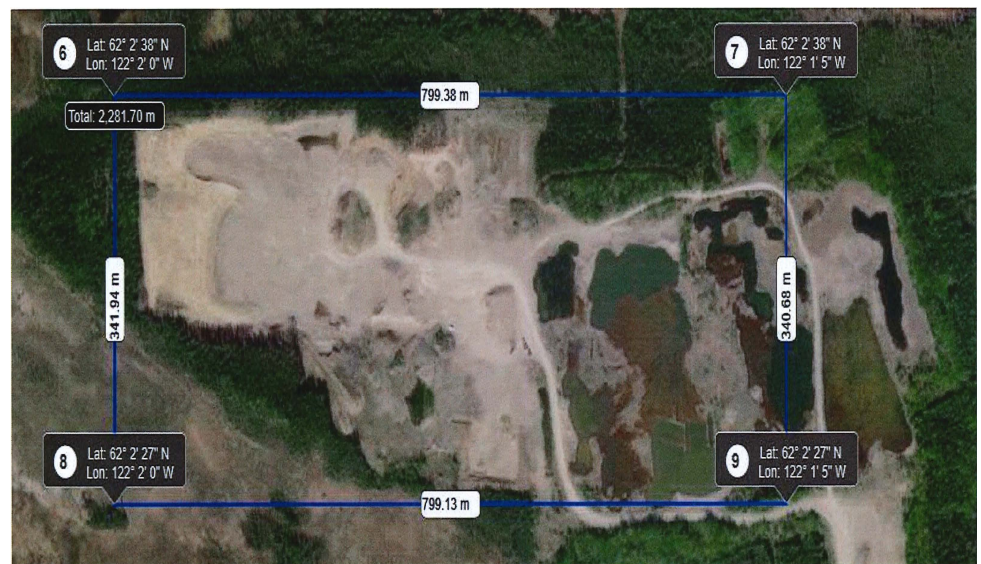 6
Lat: 62° 2' 38" N
Lon: 122° 2' 0" W
7
Lat: 62° 2' 38" N
Lon: 122° 1' 5" W
799.38 m
Total: 2,281.70 m
341.94 m
340.68 m
8
Lat: 62° 2' 27" N
Lon: 122° 2' 0" W
9
Lat: 62° 2' 27" N
Lon: 122° 1' 5" W
799.13 m